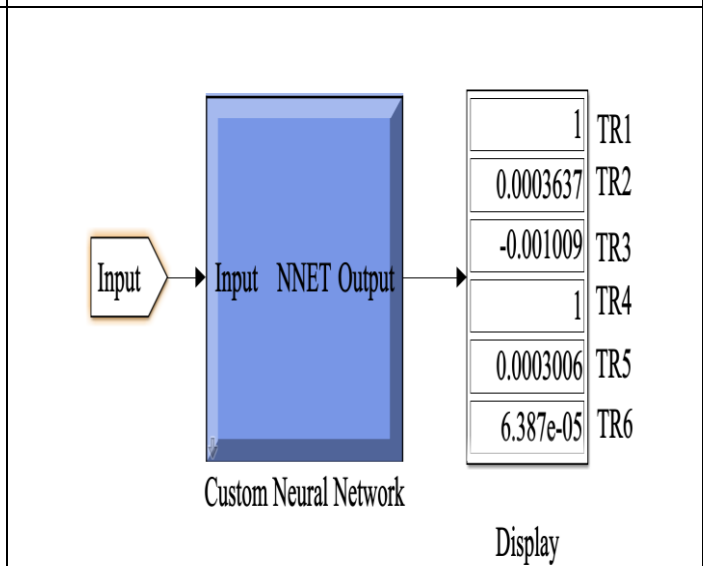 Input
Input NNET Output
Custom Neural Network
1 TR1
0.0003637 TR2
-0.001009 TR3
1 TR4
0.0003006 TR5
6.387e-05 TR6
Display